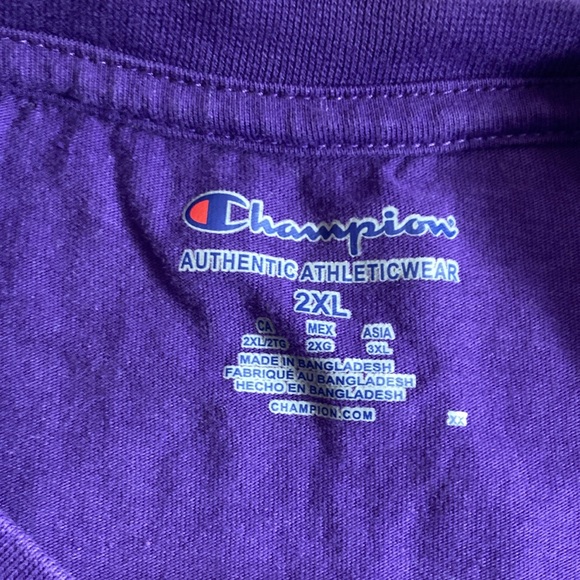 Champion
AUTHENTIC ATHLETICWEAR
2XL
CA MEX ASIA
2XL/2TG 2XG 3XL
MADE IN BANGLADESH
FABRIQUÉ AU BANGLADESH
HECHO EN BANGLADESH
CHAMPION.COM